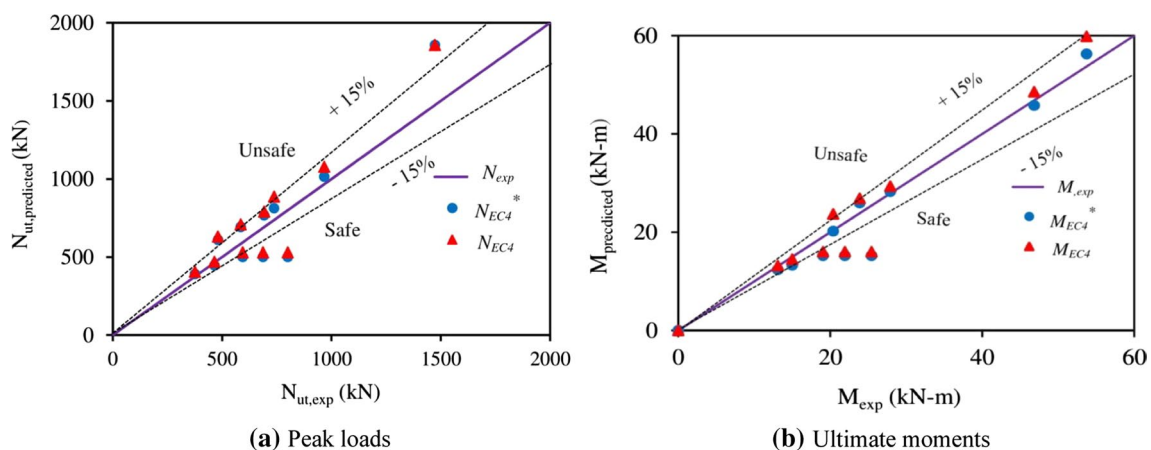 2000
1500
1000
500
0
0
500
1000
1500
2000
N_ut,predicted (kN)
N_ut,exp (kN)
+ 15%
- 15%
Unsafe
Safe
N_exp
N_EC4*
N_EC4
(a) Peak loads
60
40
20
0
0
20
40
60
M_precdicted (kN-m)
M_exp (kN-m)
+ 15%
- 15%
Unsafe
Safe
M_,exp
M_EC4*
M_EC4
(b) Ultimate moments